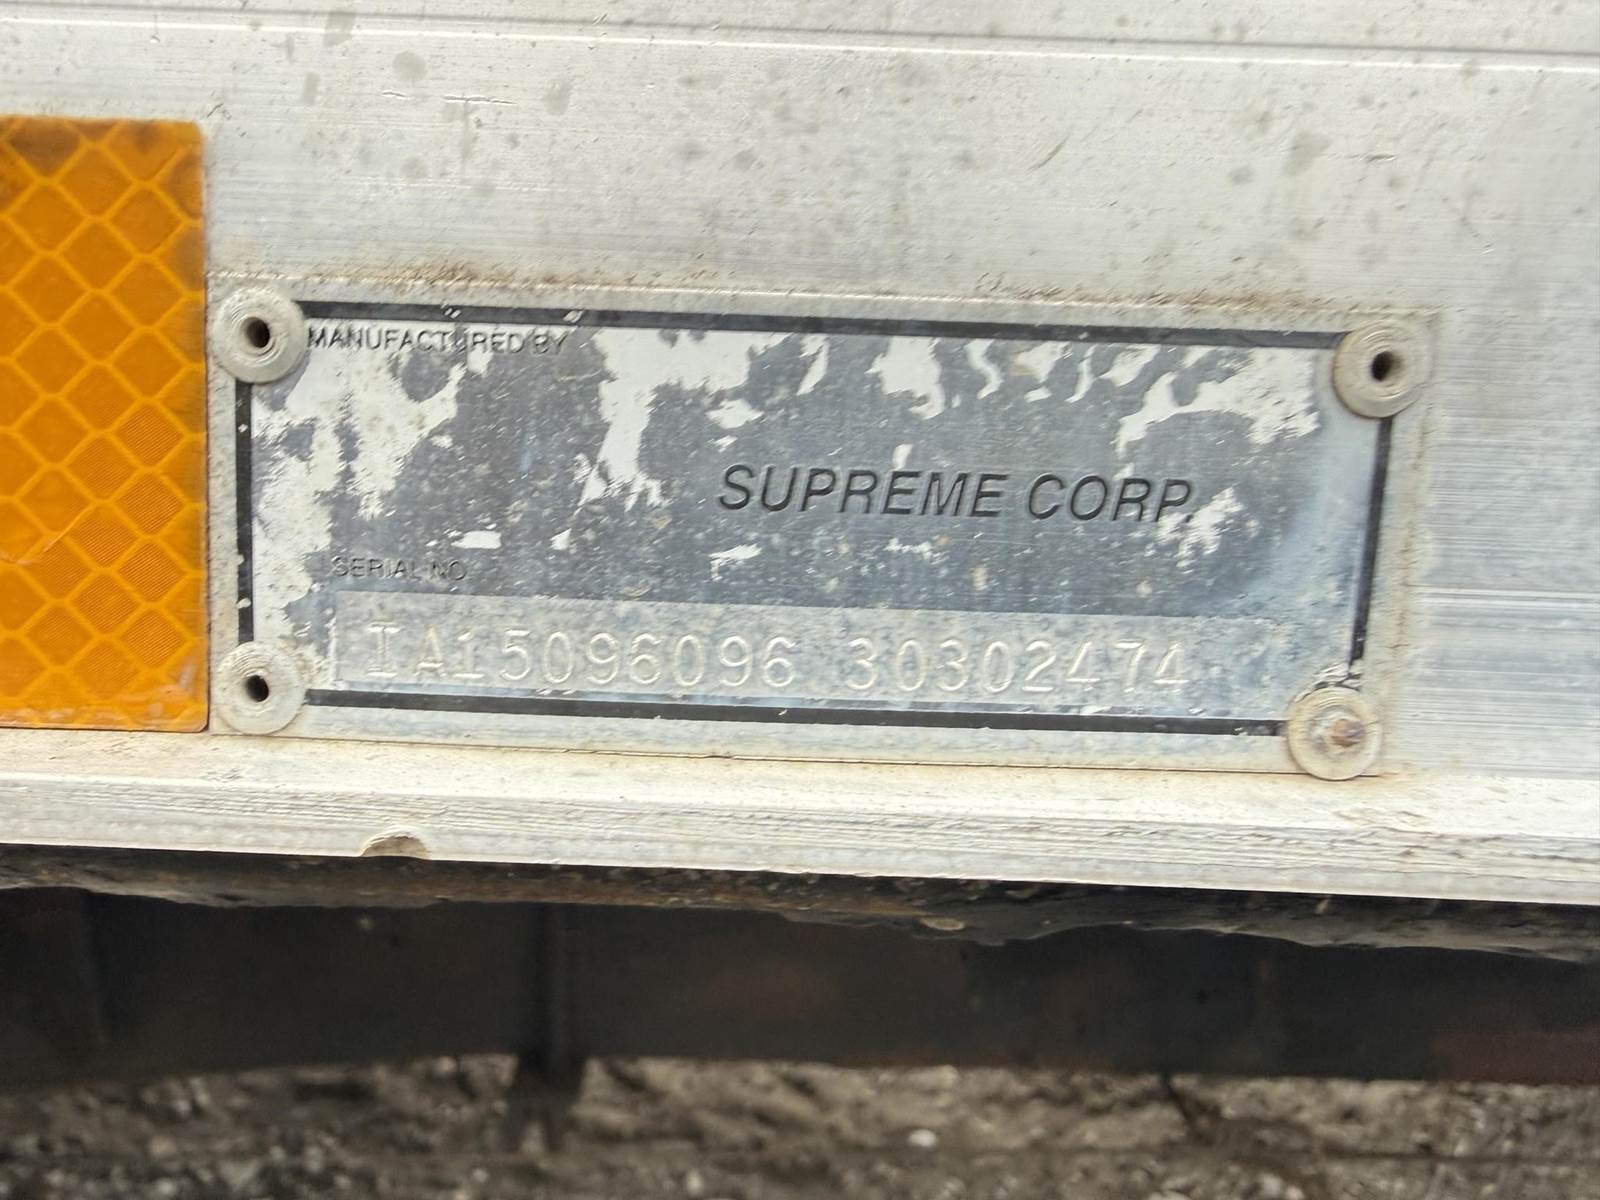 MANUFACTURED BY
SUPREME CORP.
SERIAL NO
IA15096096 30302474